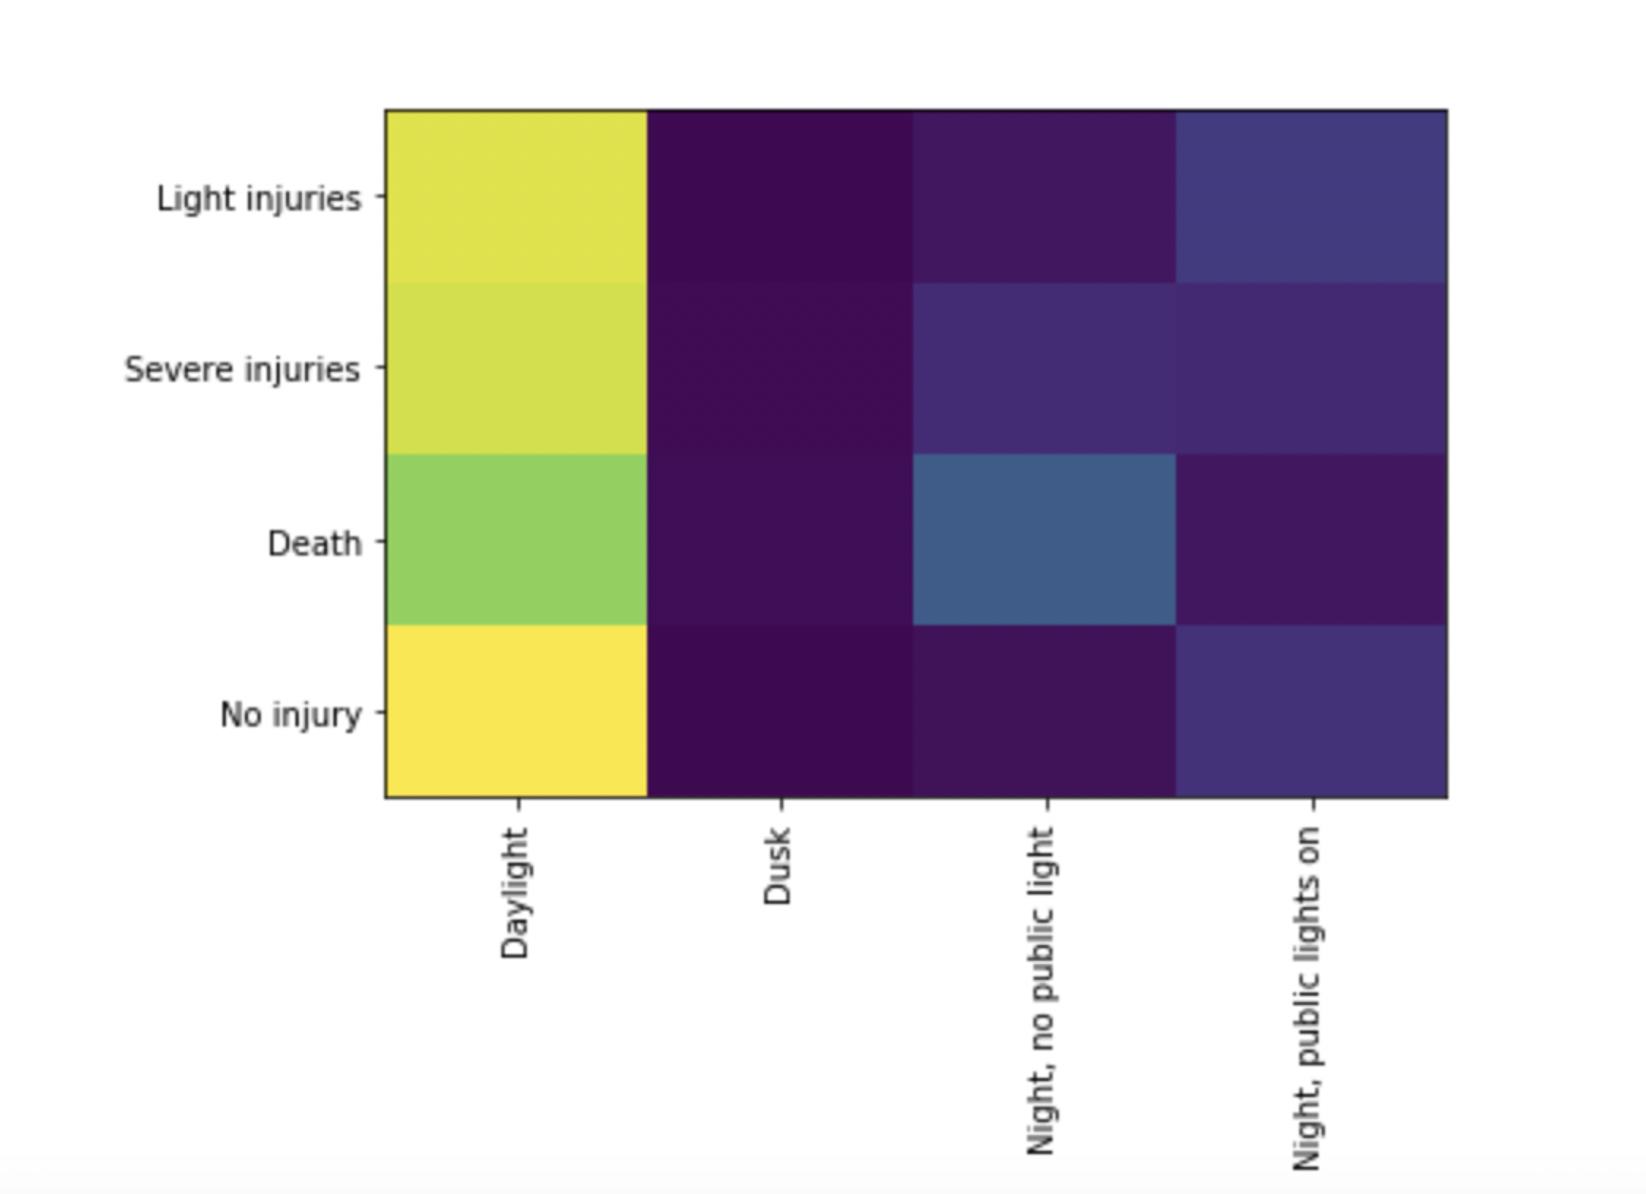 Light injuries
Severe injuries
Death
No injury
Daylight
Dusk
Night, no public light
Night, public lights on